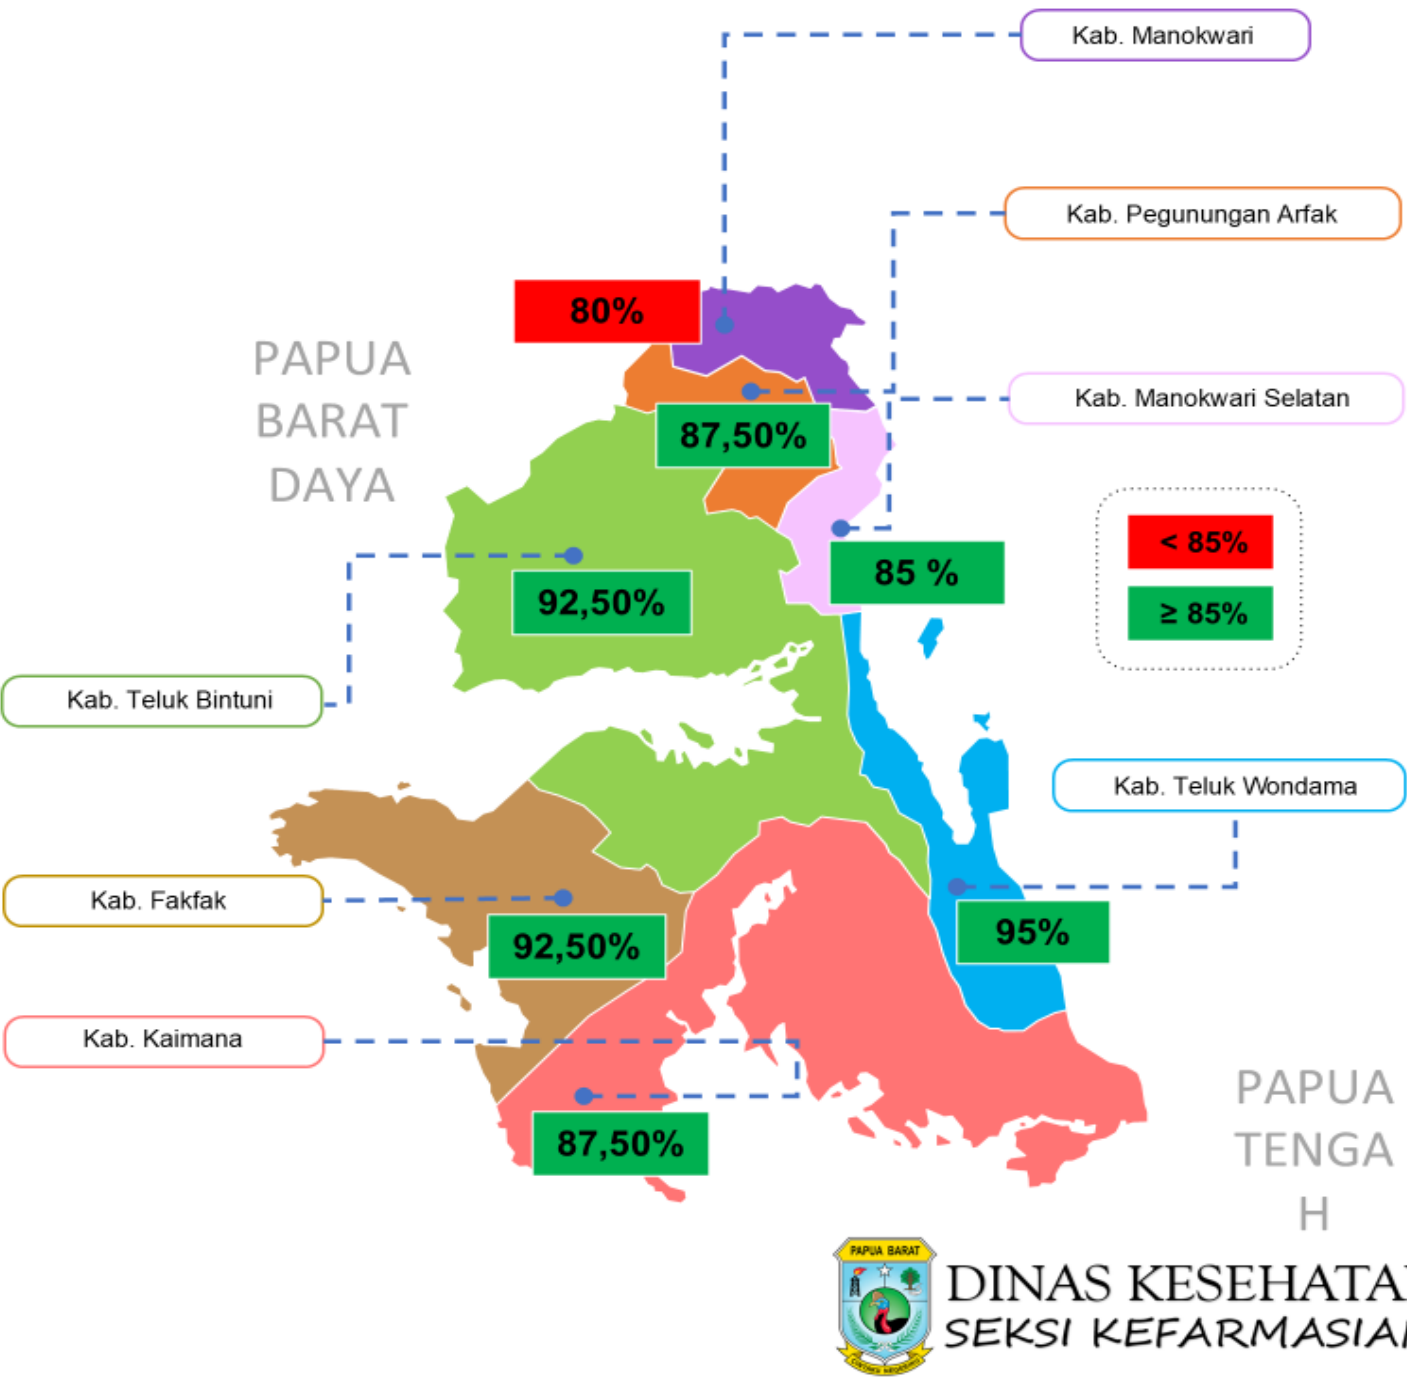 Kab. Manokwari
Kab. Pegunungan Arfak
80%
PAPUA
BARAT
DAYA
Kab. Manokwari Selatan
87,50%
< 85%
≥ 85%
85 %
92,50%
Kab. Teluk Bintuni
Kab. Teluk Wondama
Kab. Fakfak
95%
92,50%
Kab. Kaimana
87,50%
PAPUA
TENGA
H
PAPUA BARAT
DINAS KESEHATA
SEKSI KEFARMASIA